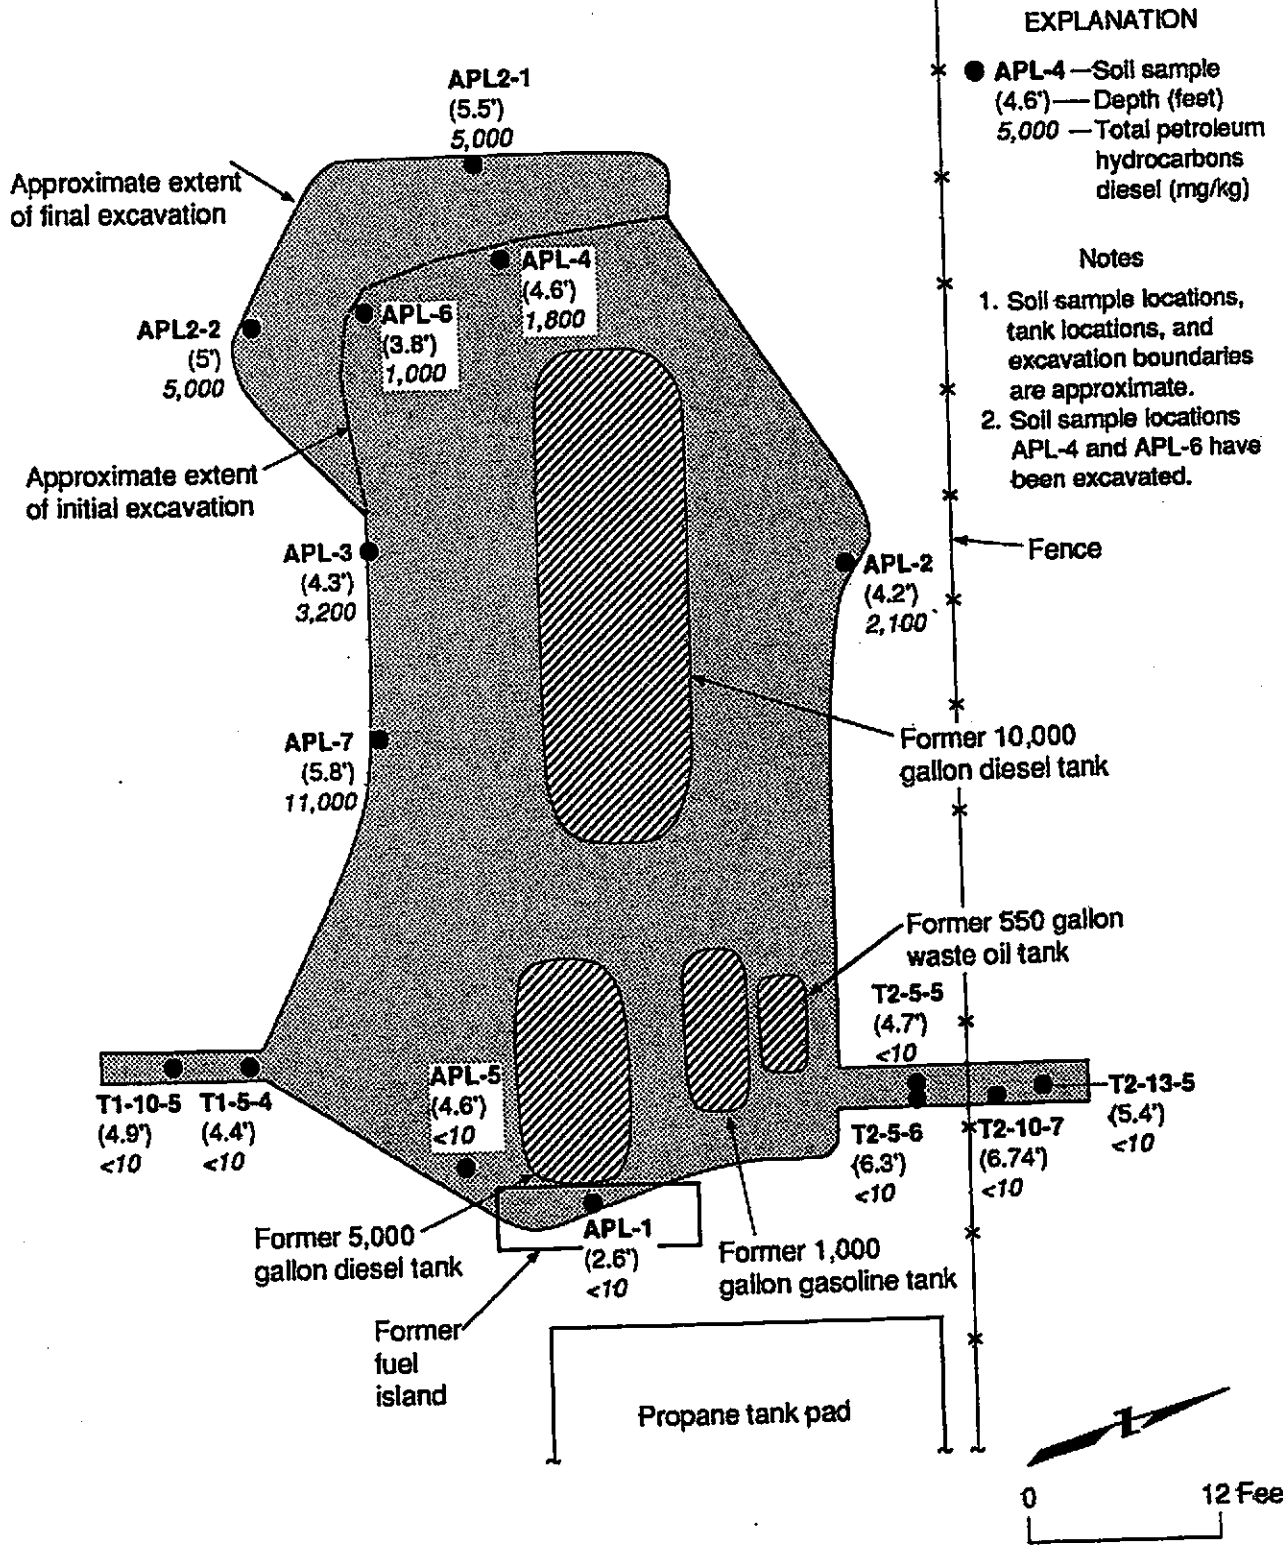 EXPLANATION
APL-4 — Soil sample
(4.6') — Depth (feet)
5,000 — Total petroleum
hydrocarbons
diesel (mg/kg)
Notes
1. Soil sample locations,
tank locations, and
excavation boundaries
are approximate.
2. Soil sample locations
APL-4 and APL-6 have
been excavated.
APL2-1
(5.5')
5,000
Approximate extent
of final excavation
APL-4
(4.6')
1,800
APL-6
(3.8')
1,000
APL2-2
(5')
5,000
Approximate extent
of initial excavation
APL-3
(4.3')
3,200
Fence
APL-2
(4.2')
2,100
APL-7
(5.8')
11,000
Former 10,000
gallon diesel tank
Former 550 gallon
waste oil tank
T2-5-5
(4.7')
<10
APL-5
(4.6')
<10
T1-10-5
(4.9')
<10
T1-5-4
(4.4')
<10
T2-5-6
(6.3')
<10
T2-10-7
(6.74')
<10
T2-13-5
(5.4')
<10
Former 5,000
gallon diesel tank
APL-1
(2.6')
<10
Former 1,000
gallon gasoline tank
Former
fuel
island
Propane tank pad
Z
0 12 Fee